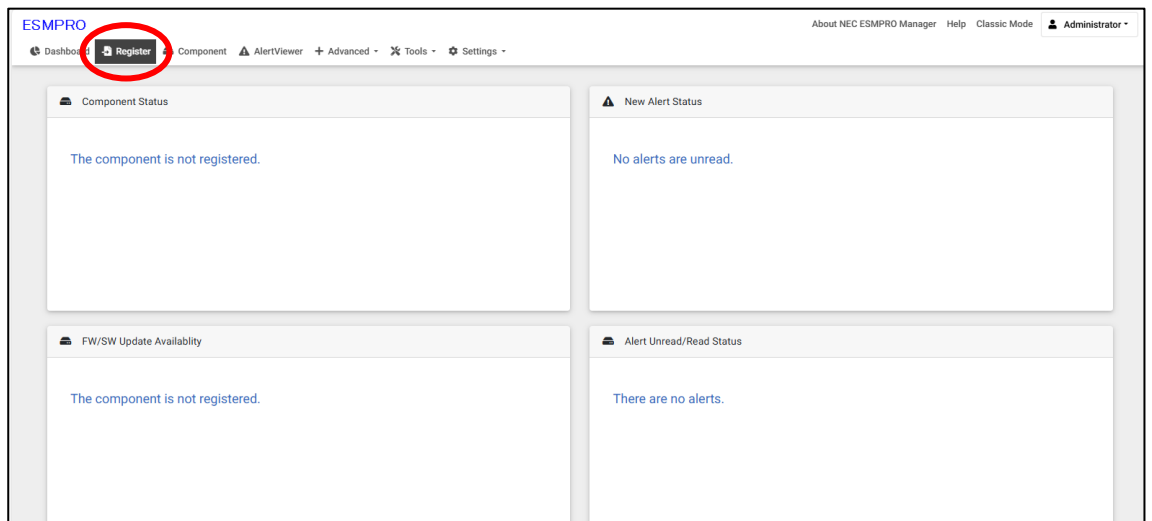 ESMPRO
About NEC ESMPRO Manager Help Classic Mode Administrator
Dashboard Register Component AlertViewer Advanced Tools Settings
Component Status
The component is not registered.
New Alert Status
No alerts are unread.
FW/SW Update Availablity
The component is not registered.
Alert Unread/Read Status
There are no alerts.